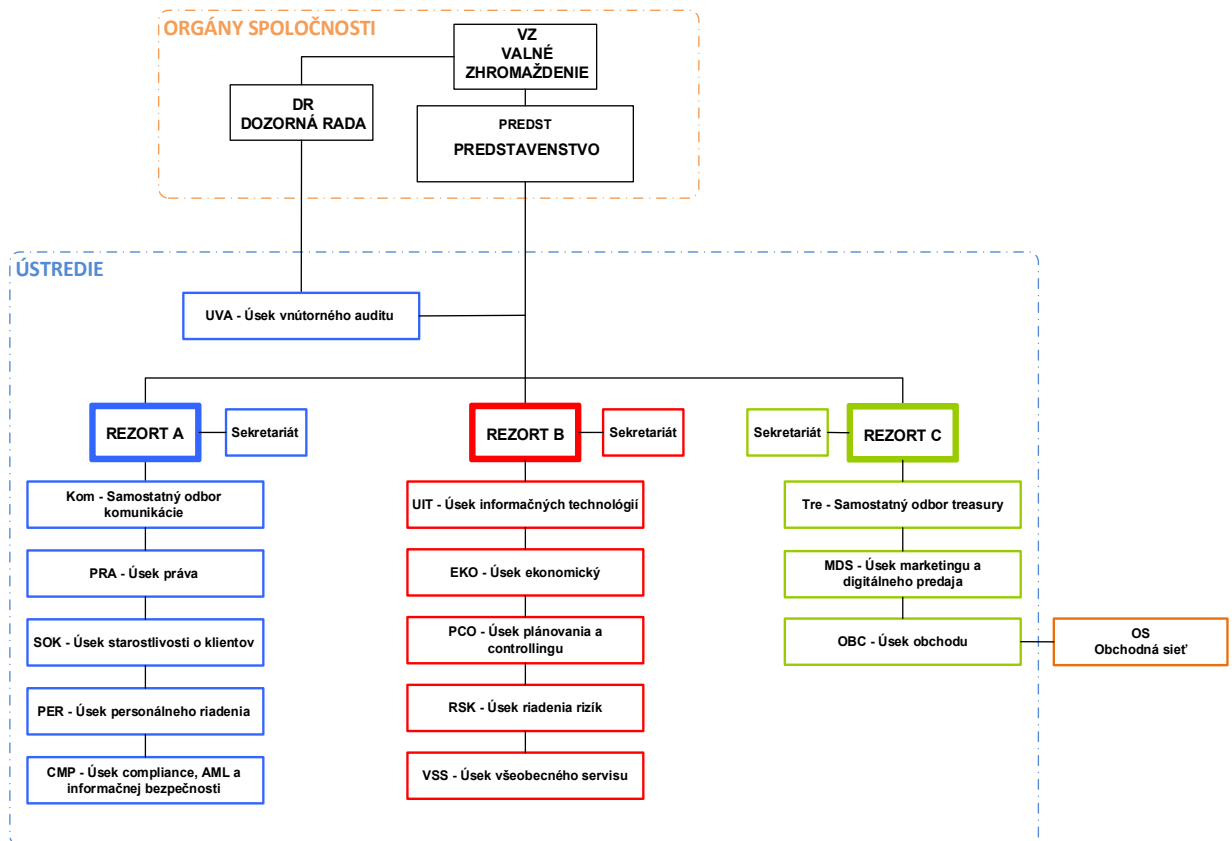 ORGÁNY SPOLOČNOSTI
VZ
VALNÉ
ZHROMAŽDENIE
DR
DOZORNÁ RADA
PREDST
PREDSTAVENSTVO
ÚSTREDIE
UVA - Úsek vnútorného auditu
REZORT A
Sekretariát
REZORT B
Sekretariát
Sekretariát
REZORT C
Kom - Samostatný odbor
komunikácie
UIT - Úsek informačných technológií
Tre - Samostatný odbor treasury
PRA - Úsek práva
EKO - Úsek ekonomický
MDS - Úsek marketingu a
digitálneho predaja
SOK - Úsek starostlivosti o klientov
PCO - Úsek plánovania a
controllingu
OBC - Úsek obchodu
OS
Obchodná sieť
PER - Úsek personálneho riadenia
RSK - Úsek riadenia rizík
CMP - Úsek compliance, AML a
informačnej bezpečnosti
VSS - Úsek všeobecného servisu